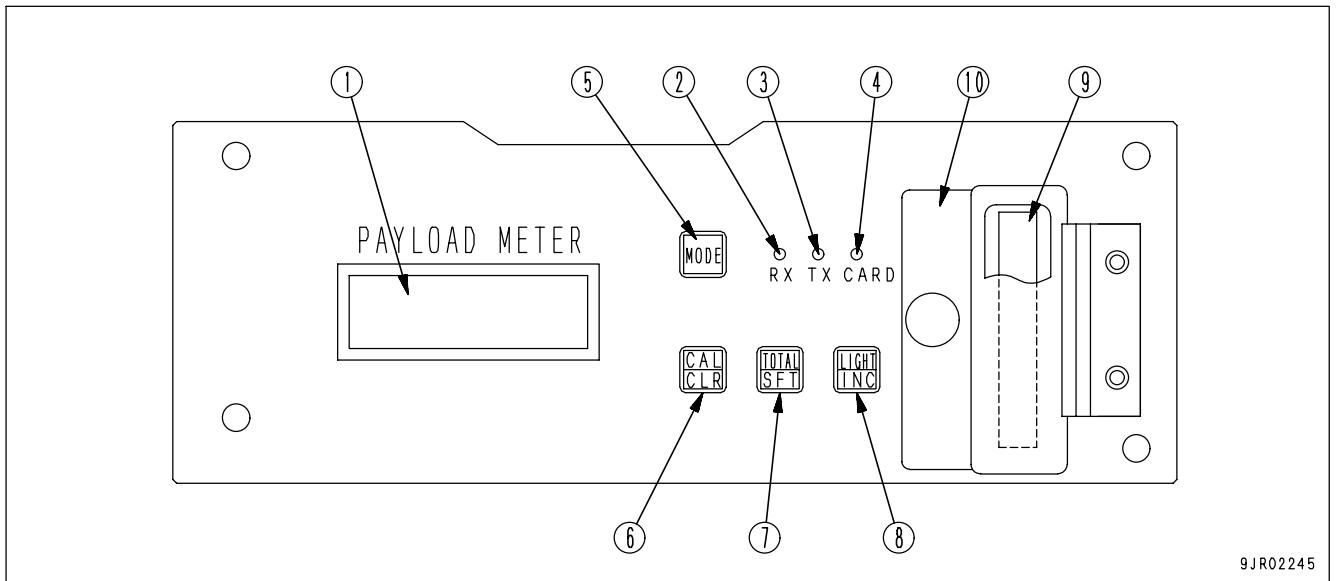 ① ⑤ ② ③ ④ ⑩ ⑨
PAYLOAD METER
MODE
RX TX CARD
CAL
CLR
TOTAL
SFT
LIGHT
INC
⑥ ⑦ ⑧
9JR02245